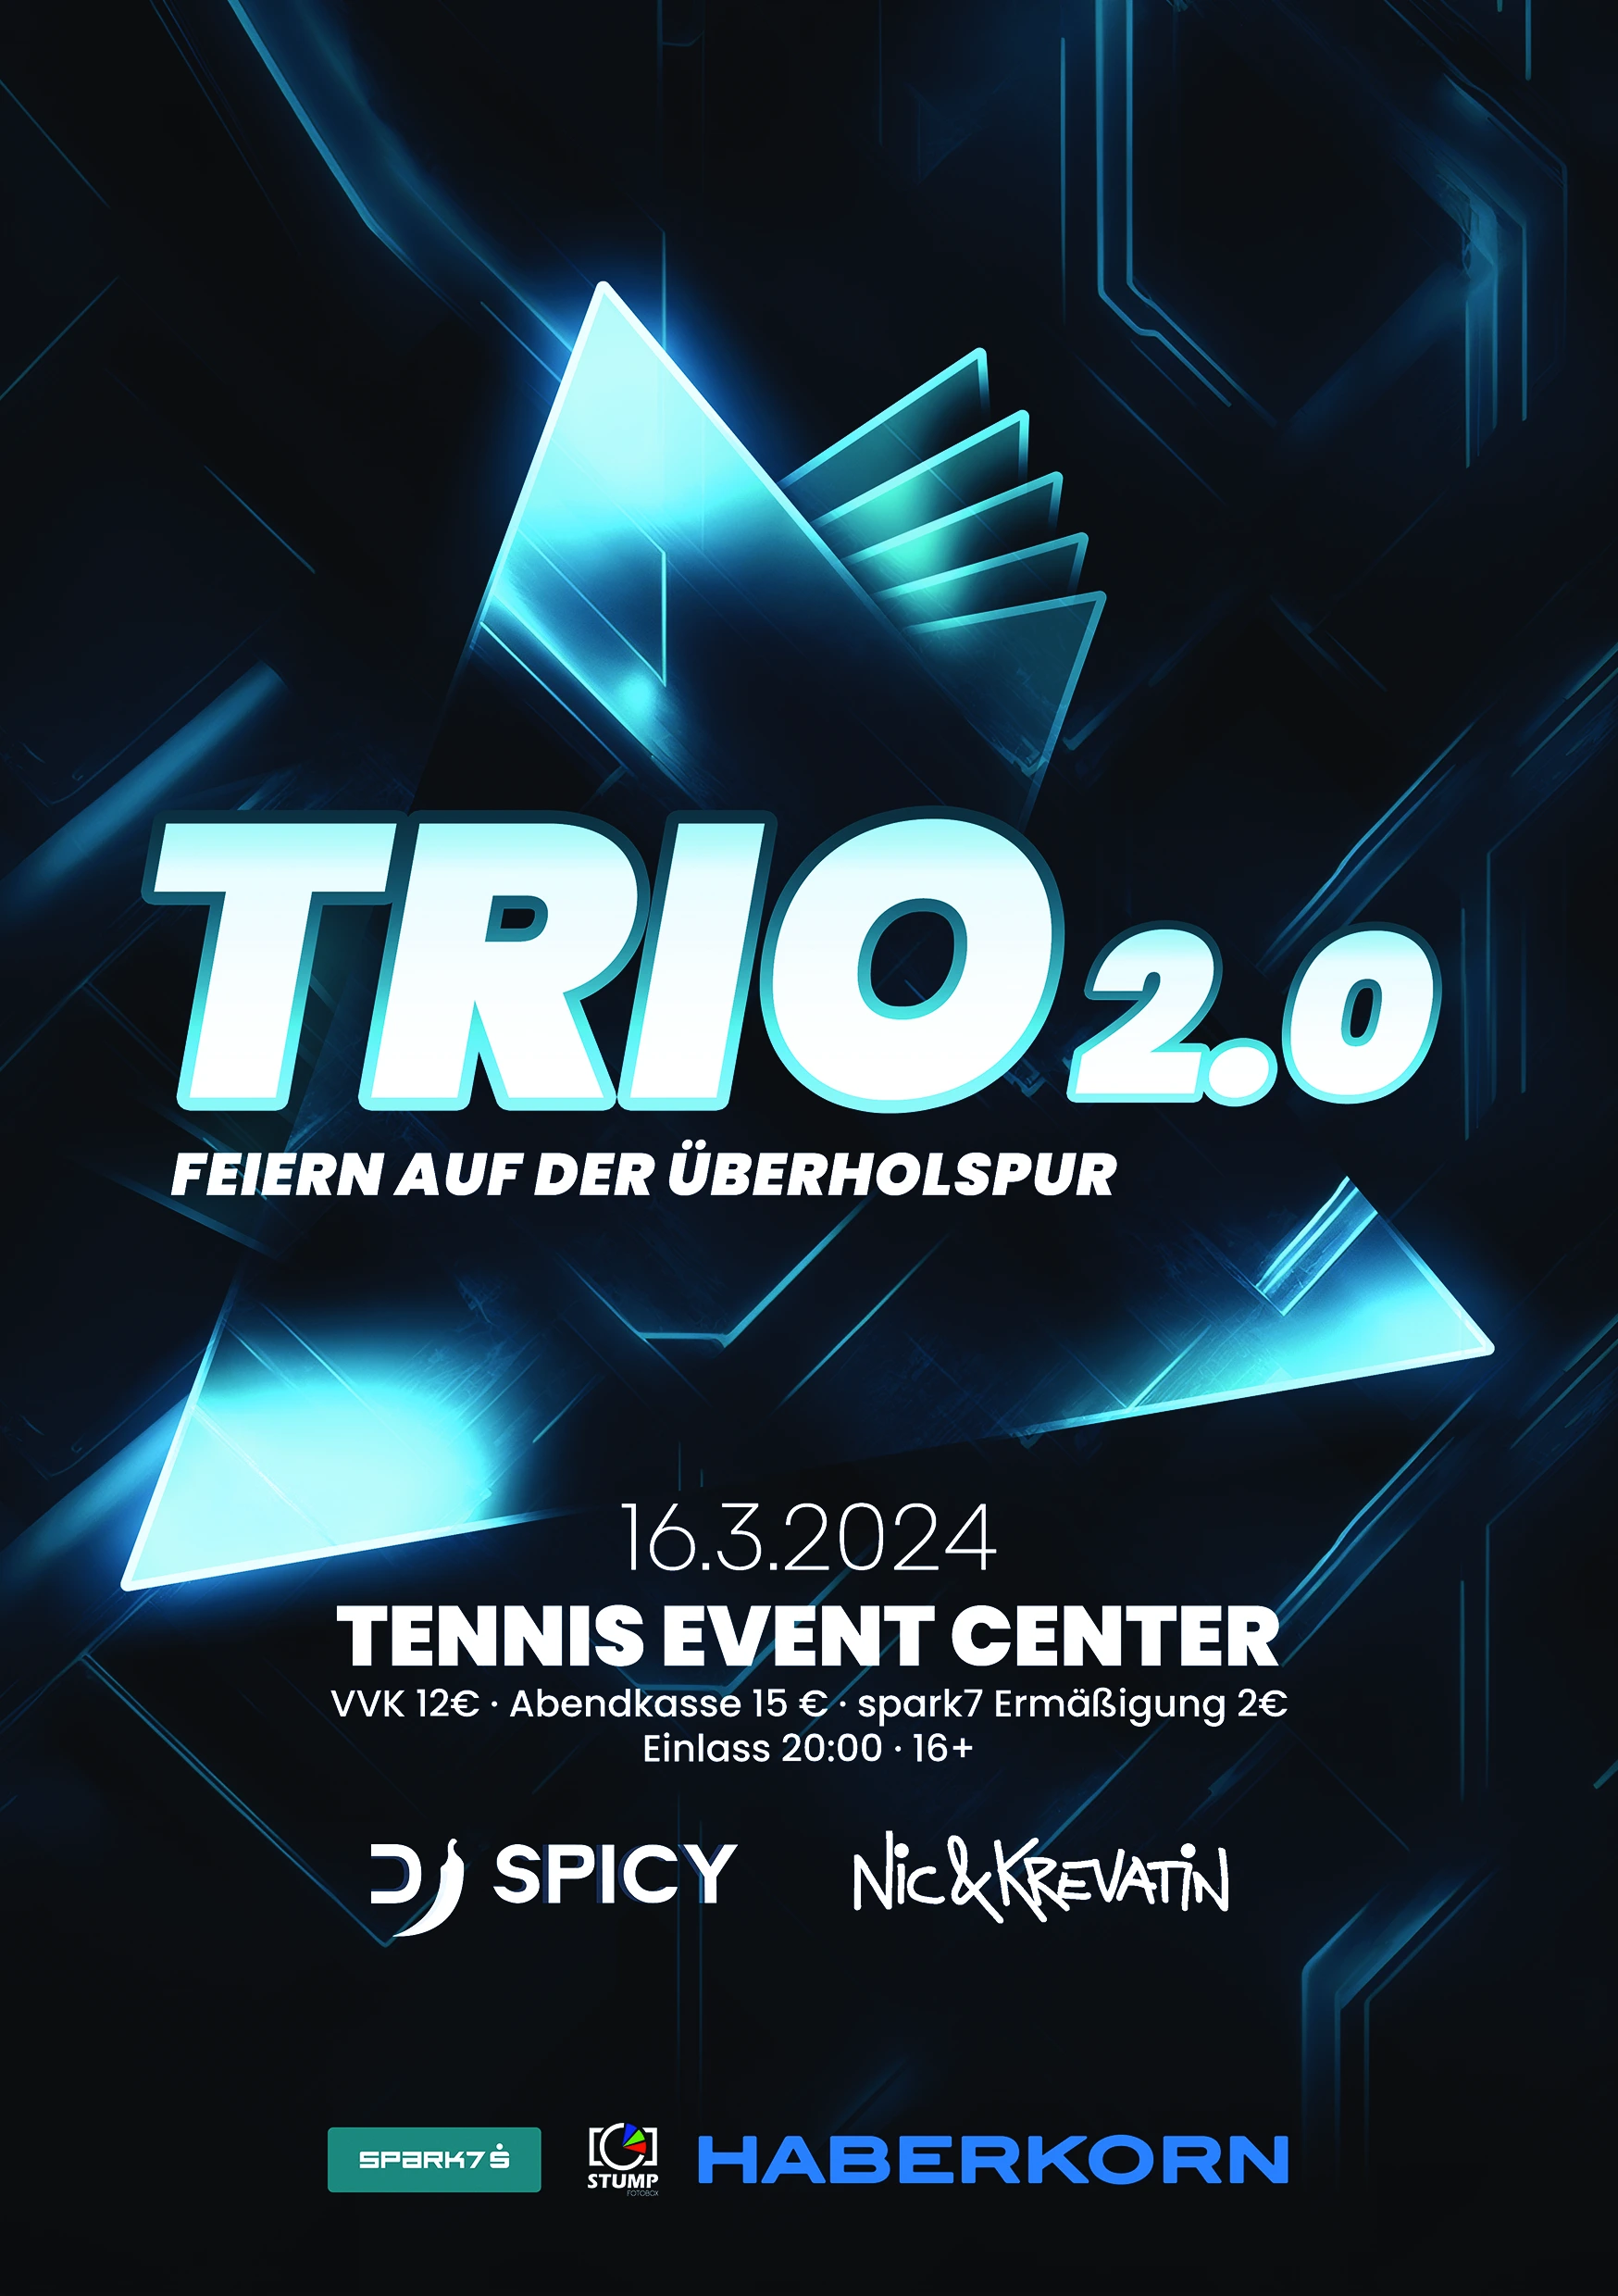 TRIO 2.0
FEIERN AUF DER ÜBERHOLSPUR
16.3.2024
TENNIS EVENT CENTER
VVK 12€ · Abendkasse 15 € · spark7 Ermäßigung 2€
Einlass 20:00 · 16+
DJ SPICY
Nic&KREVATiN
SPARK7 S
STUMP
FOTOBOX
HABERKORN